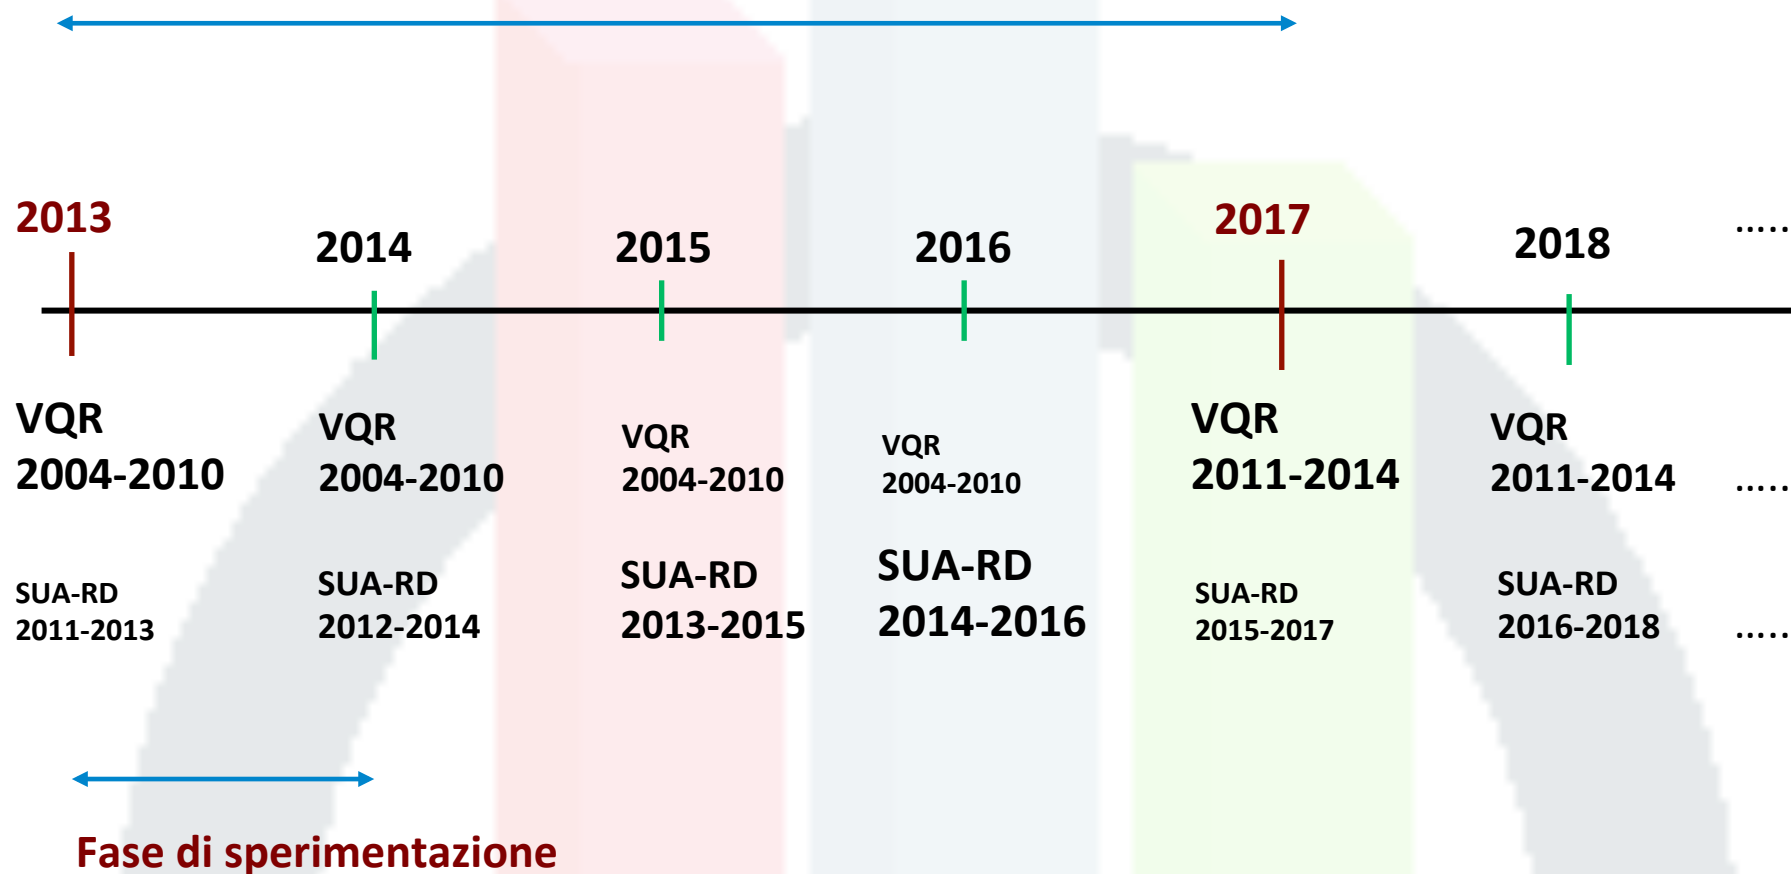 2013
2014
2015
2016
2017
2018
.....
VQR
2004-2010
VQR
2004-2010
VQR
2004-2010
VQR
2004-2010
VQR
2011-2014
VQR
2011-2014
.....
SUA-RD
2011-2013
SUA-RD
2012-2014
SUA-RD
2013-2015
SUA-RD
2014-2016
SUA-RD
2015-2017
SUA-RD
2016-2018
.....
Fase di sperimentazione